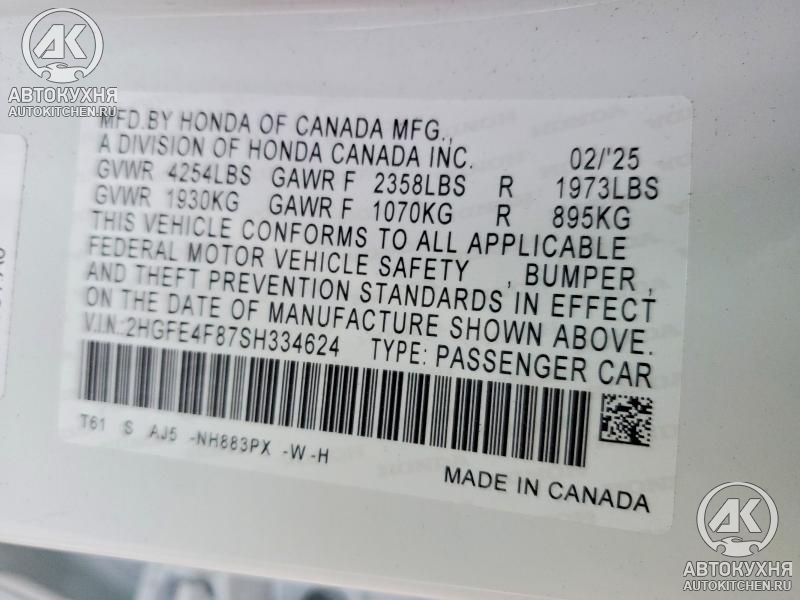 АК
АВТОКУХНЯ
AUTOKITCHEN.RU
MFD.BY HONDA OF CANADA MFG.,
A DIVISION OF HONDA CANADA INC. 02/'25
GVWR 4254LBS GAWR F 2358LBS R 1973LBS
GVWR 1930KG GAWR F 1070KG R 895KG
THIS VEHICLE CONFORMS TO ALL APPLICABLE
FEDERAL MOTOR VEHICLE SAFETY , BUMPER ,
AND THEFT PREVENTION STANDARDS IN EFFECT
ON THE DATE OF MANUFACTURE SHOWN ABOVE.
V.I.N.:2HGFE4F87SH334624 TYPE: PASSENGER CAR
T61 S AJ5 -NH883PX -W -H
MADE IN CANADA
АК
АВТОКУХНЯ
AUTOKITCHEN.RU